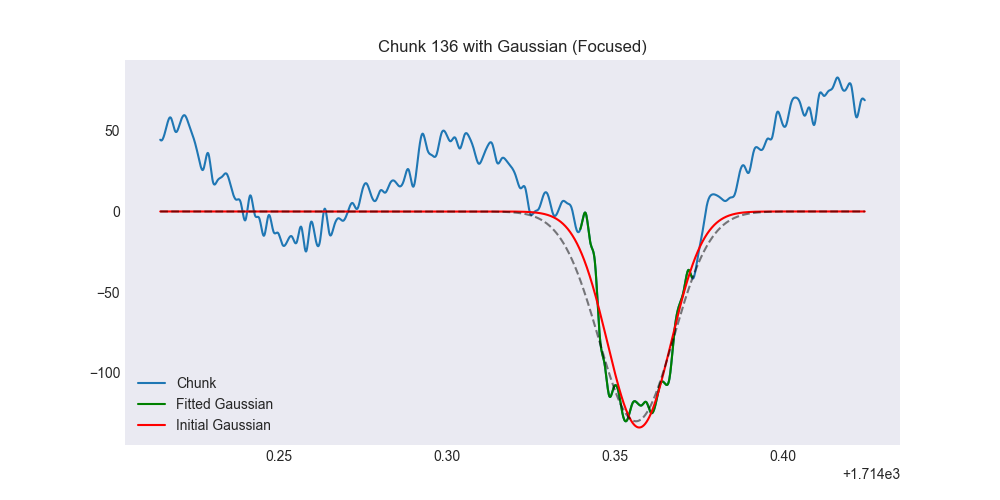 Chunk 136 with Gaussian (Focused)
50
0
−50
−100
Chunk
Fitted Gaussian
Initial Gaussian
0.25 0.30 0.35 0.40
+1.714e3